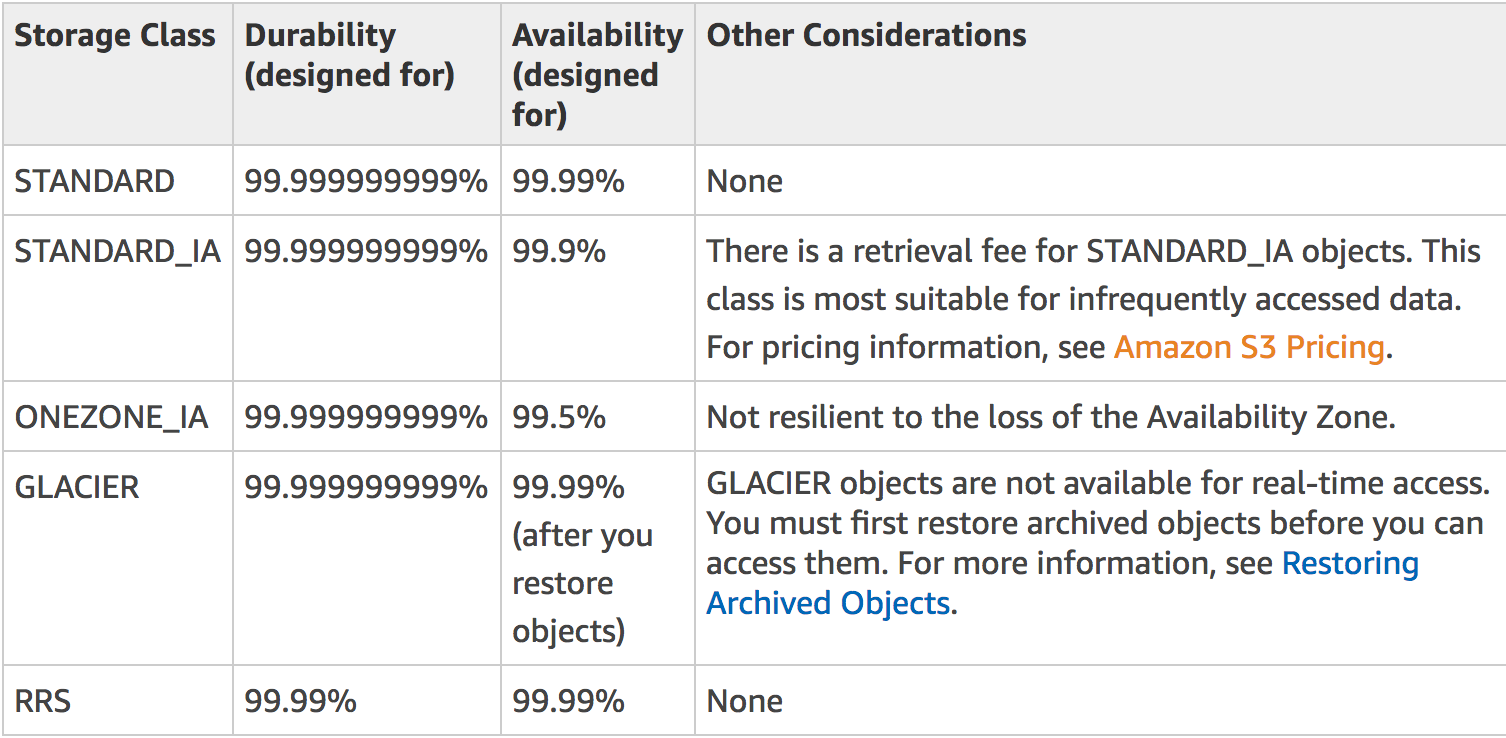 Storage Class
Durability
(designed for)
Availability
(designed
for)
Other Considerations
STANDARD
99.999999999%
99.99%
None
STANDARD_IA
99.999999999%
99.9%
There is a retrieval fee for STANDARD_IA objects. This
class is most suitable for infrequently accessed data.
For pricing information, see Amazon S3 Pricing.
ONEZONE_IA
99.999999999%
99.5%
Not resilient to the loss of the Availability Zone.
GLACIER
99.999999999%
99.99%
(after you
restore
objects)
GLACIER objects are not available for real-time access.
You must first restore archived objects before you can
access them. For more information, see Restoring
Archived Objects.
RRS
99.99%
99.99%
None